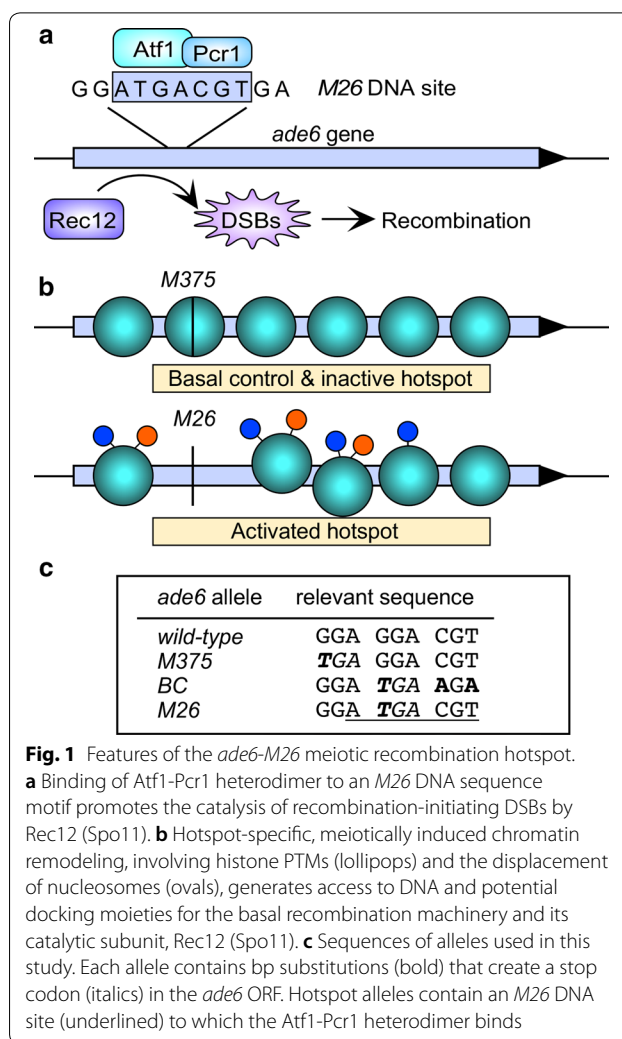 a
Atf1 Pcr1
G G A T G A C G T G A M26 DNA site
ade6 gene
Rec12 DSBs Recombination
b
M375
Basal control & inactive hotspot
M26
Activated hotspot
c
ade6 allele relevant sequence
wild-type GGA GGA CGT
M375 TGA GGA CGT
BC GGA TGA AGA
M26 GGA TGA CGT
Fig. 1 Features of the ade6-M26 meiotic recombination hotspot.
a Binding of Atf1-Pcr1 heterodimer to an M26 DNA sequence
motif promotes the catalysis of recombination-initiating DSBs by
Rec12 (Spo11). b Hotspot-specific, meiotically induced chromatin
remodeling, involving histone PTMs (lollipops) and the displacement
of nucleosomes (ovals), generates access to DNA and potential
docking moieties for the basal recombination machinery and its
catalytic subunit, Rec12 (Spo11). c Sequences of alleles used in this
study. Each allele contains bp substitutions (bold) that create a stop
codon (italics) in the ade6 ORF. Hotspot alleles contain an M26 DNA
site (underlined) to which the Atf1-Pcr1 heterodimer binds